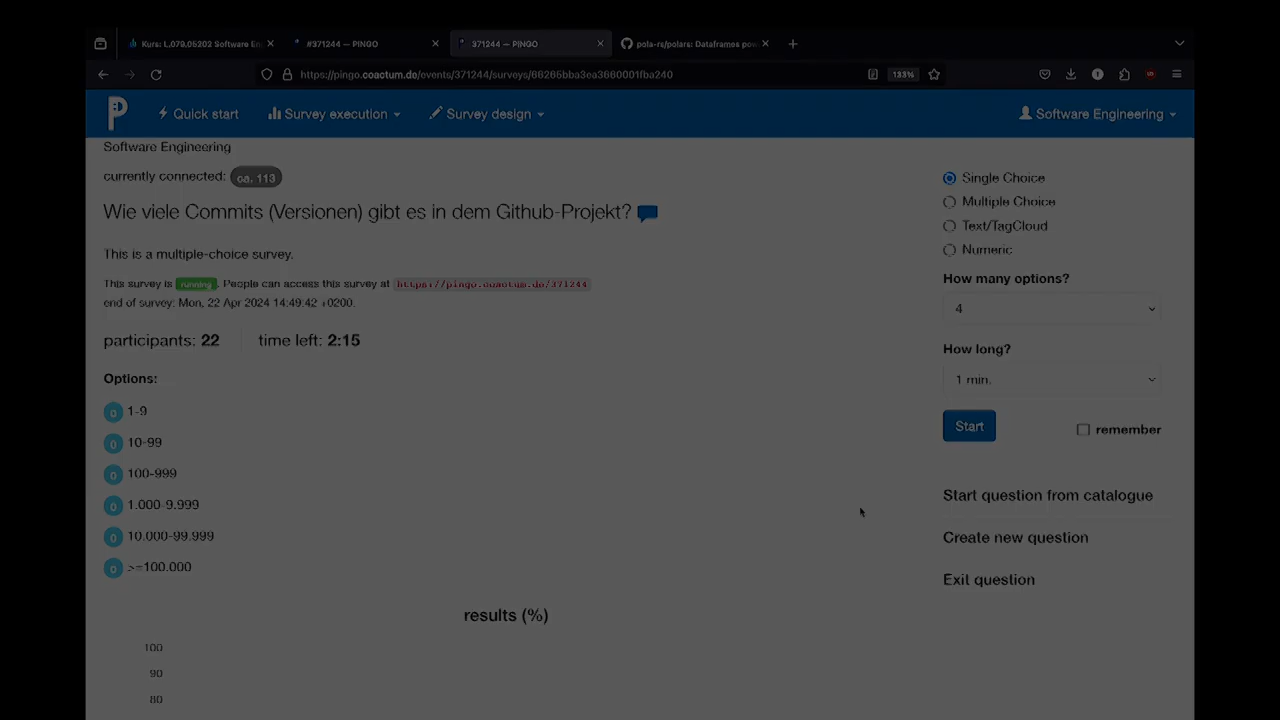 Kurs: L.079.05202 Software En
#371244 — PINGO
371244 — PINGO
pola-rs/polars: Dataframes pow
https://pingo.coactum.de/events/371244/surveys/66265bba3ea3660001fba240
133%
Quick start
Survey execution
Survey design
Software Engineering
Software Engineering
currently connected: ca. 113
Wie viele Commits (Versionen) gibt es in dem Github-Projekt?
This is a multiple-choice survey.
This survey is running. People can access this survey at https://pingo.coactum.de/371244
end of survey: Mon, 22 Apr 2024 14:49:42 +0200.
participants: 22
time left: 2:15
Options:
0 1-9
0 10-99
0 100-999
0 1.000-9.999
0 10.000-99.999
0 >=100.000
results (%)
100
90
80
Single Choice
Multiple Choice
Text/TagCloud
Numeric
How many options?
4
How long?
1 min.
Start
remember
Start question from catalogue
Create new question
Exit question